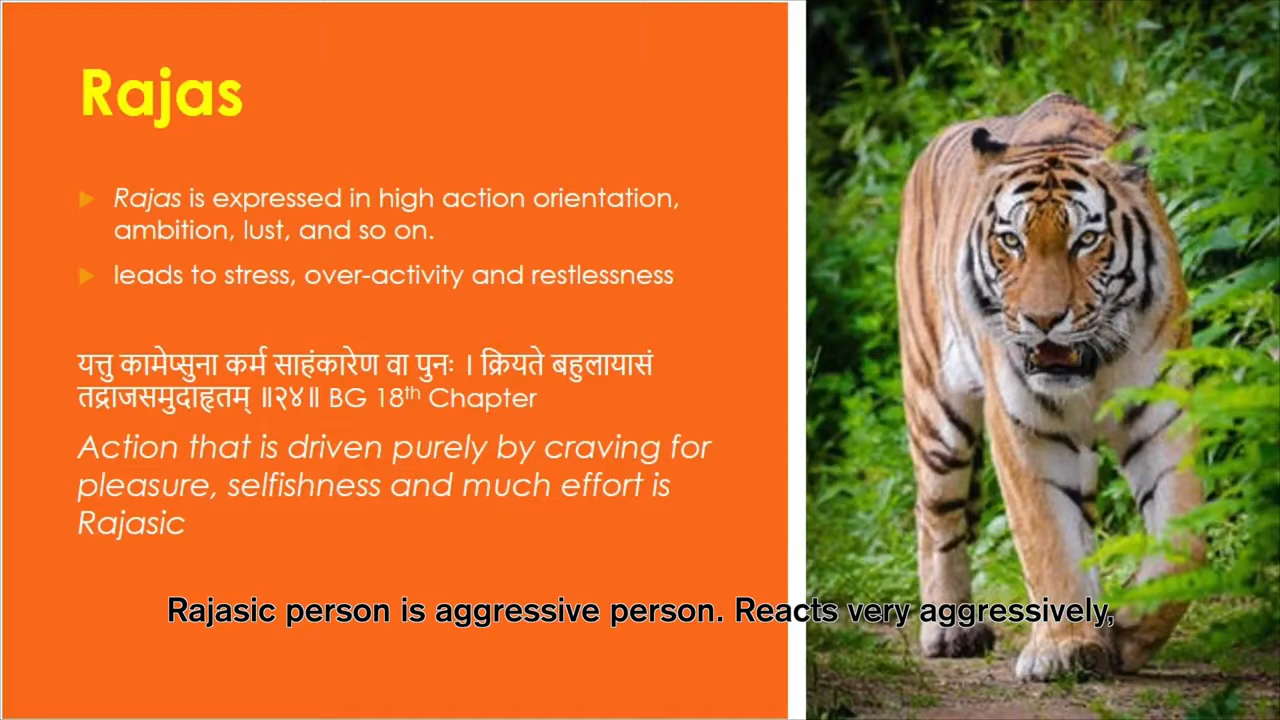 Rajas
Rajas is expressed in high action orientation,
ambition, lust, and so on.
leads to stress, over-activity and restlessness
यत्तु कामेप्सुना कर्म साहंकारेण वा पुनः । क्रियते बहुलायासं
तद्राजसमुदाहृतम् ॥२४॥ BG 18th Chapter
Action that is driven purely by craving for
pleasure, selfishness and much effort is
Rajasic
Rajasic person is aggressive person. Reacts very aggressively,